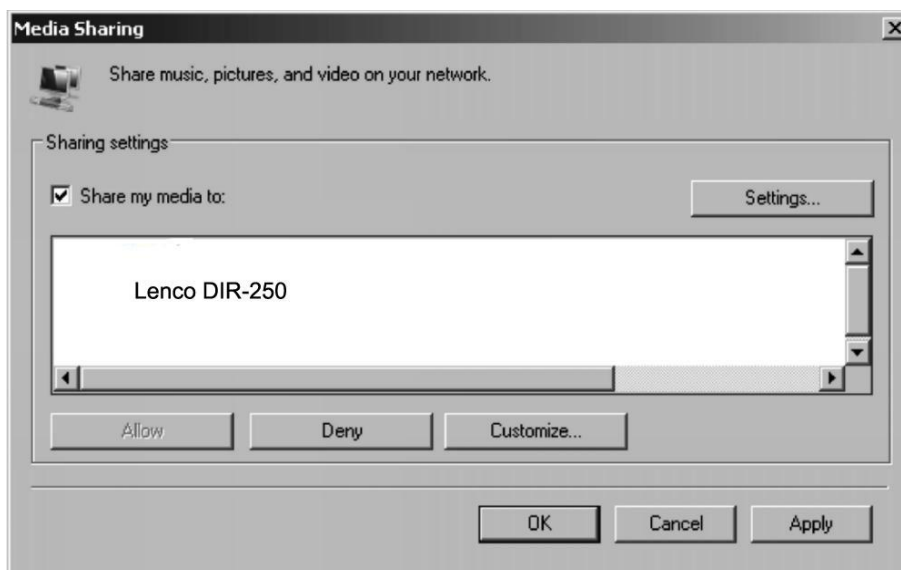 Media Sharing
Share music, pictures, and video on your network.
Sharing settings
Share my media to:
Settings...
Lenco DIR-250
Allow
Deny
Customize...
OK
Cancel
Apply